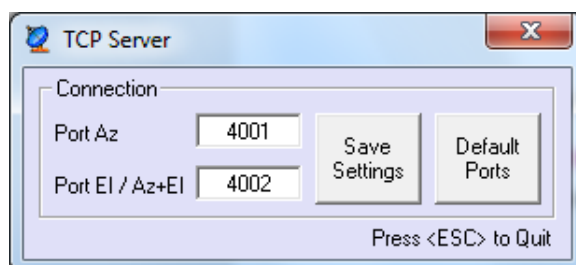 TCP Server
Connection
Port Az
4001
Port El / Az+El
4002
Save
Settings
Default
Ports
Press <ESC> to Quit